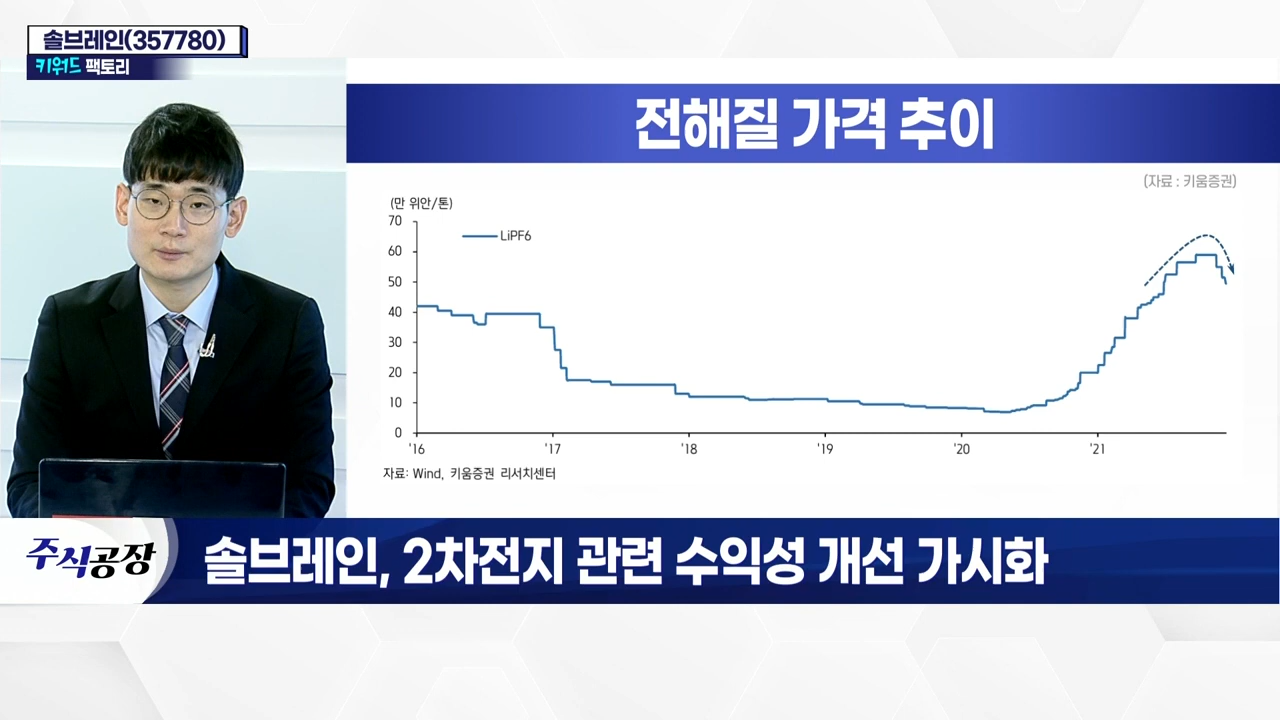 솔브레인(357780)
키워드 팩토리
전해질 가격 추이
(자료 : 키움증권)
(만 위안/톤)
70
60
50
40
30
20
10
0
LiPF6
'16 '17 '18 '19 '20 '21
자료: Wind, 키움증권 리서치센터
주식공장
솔브레인, 2차전지 관련 수익성 개선 가시화